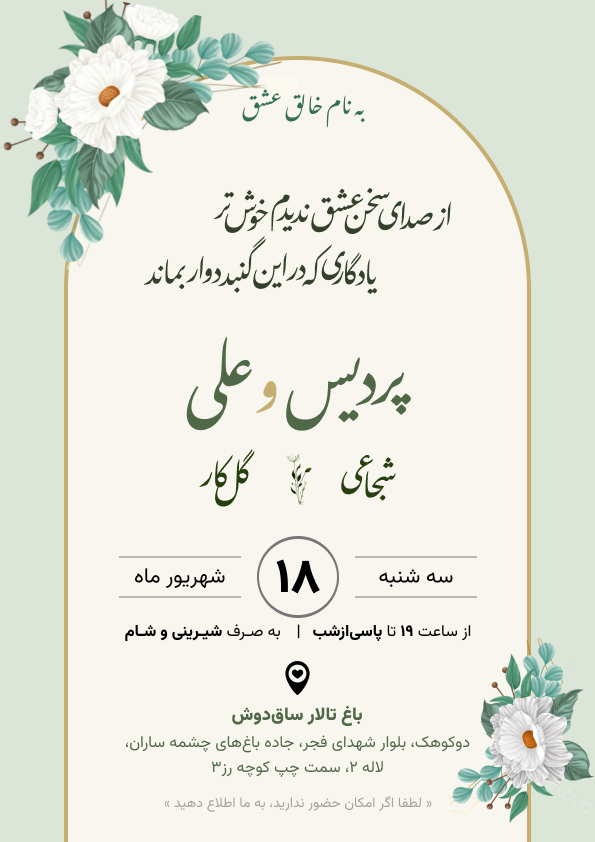 به نام خالق عشق
از صدای سخن عشق ندیدم خوش‌تر
یادگاری که در این گنبد دوار بماند
پردیس و علی
شجاعی گل‌کار
سه شنبه ۱۸ شهریور ماه
از ساعت ۱۹ تا پاسی‌ازشب | به صـرف شیـرینی و شـام
باغ تالار ساق‌دوش
دوکوهک، بلوار شهدای فجر، جاده باغ‌های چشمه ساران،
لاله ۲، سمت چپ کوچه رز۳
« لطفا اگر امکان حضور ندارید، به ما اطلاع دهید »